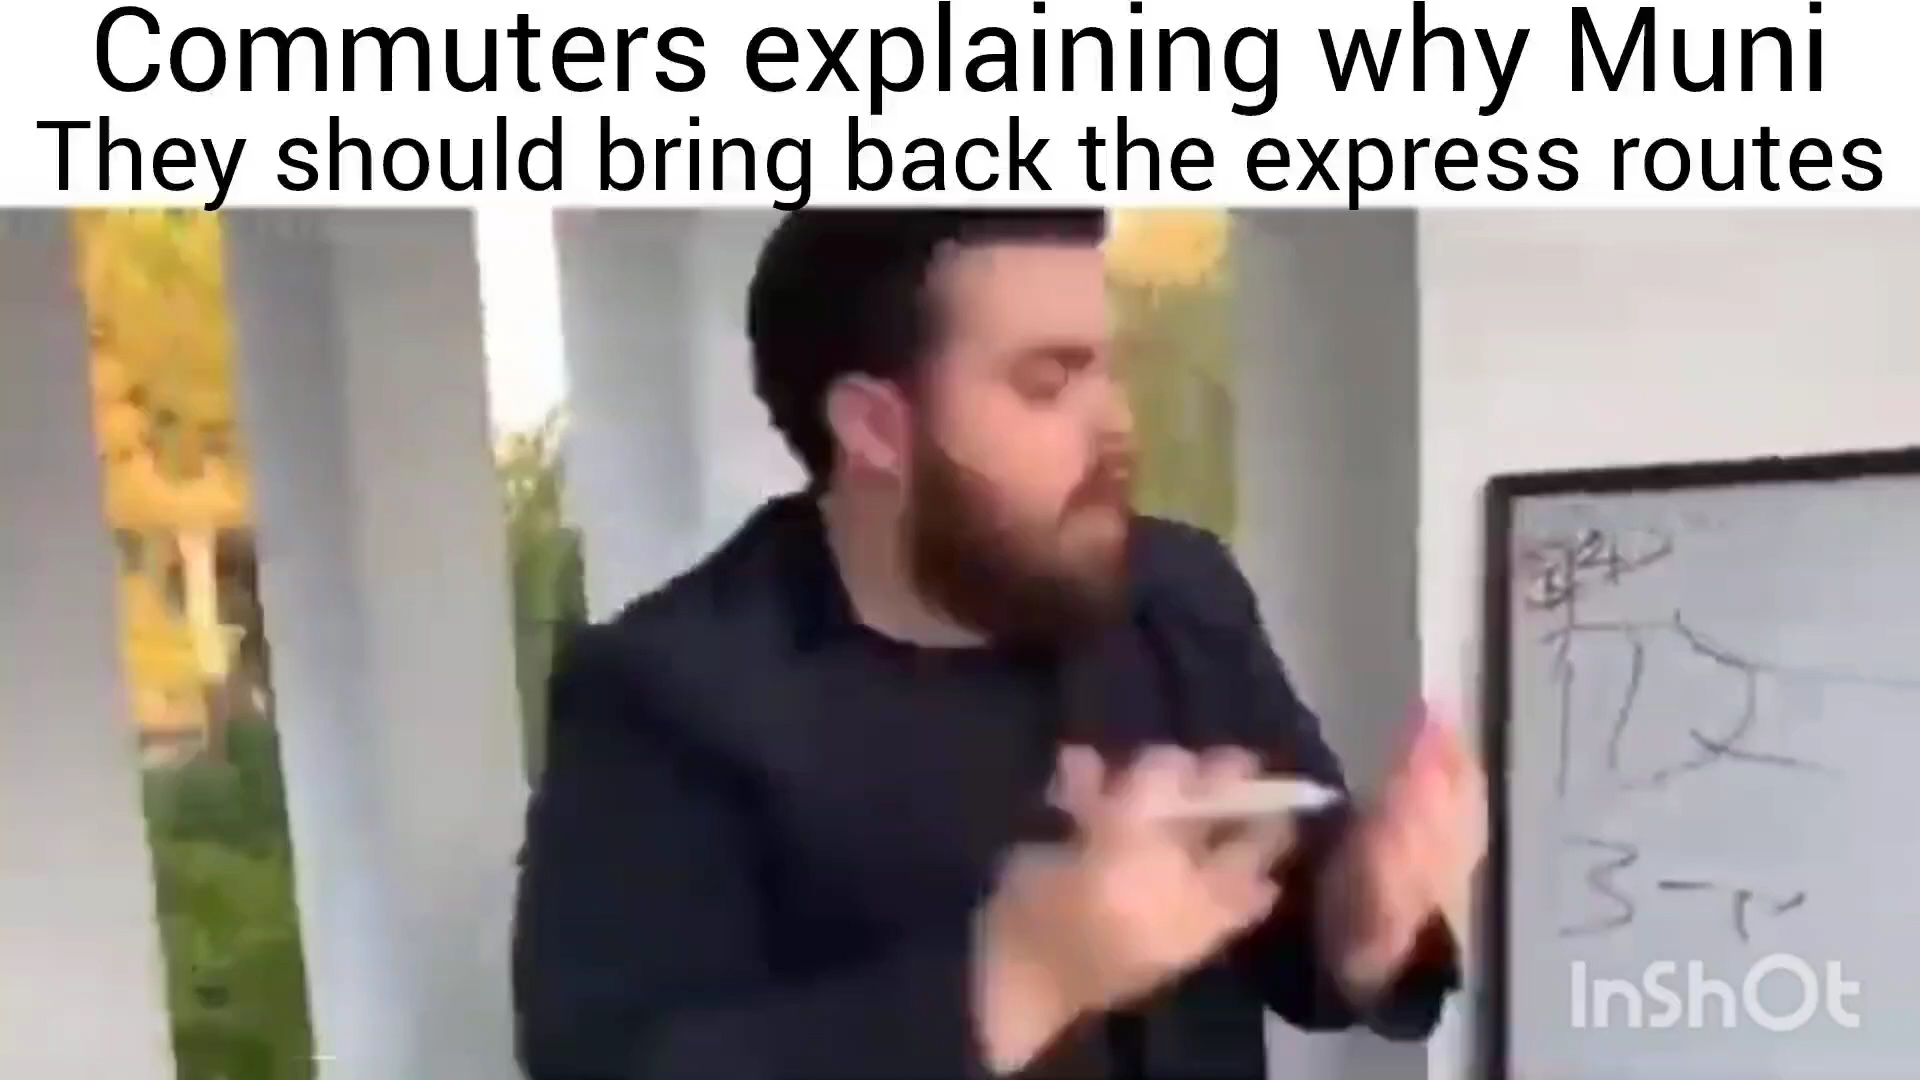 Commuters explaining why Muni
They should bring back the express routes
InShOt